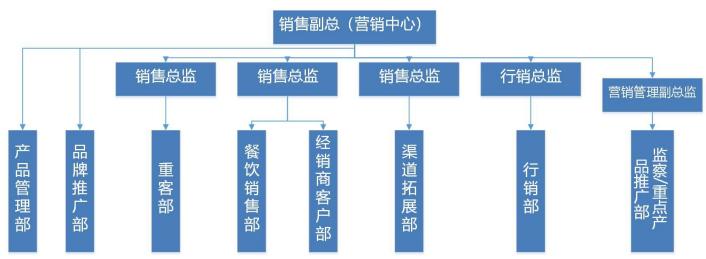 销售副总（营销中心）
销售总监
销售总监
销售总监
行销总监
营销管理副总监
产品管理部
品牌推广部
重客部
餐饮销售部
经销商客户部
渠道拓展部
行销部
监察/重点产
品推广部